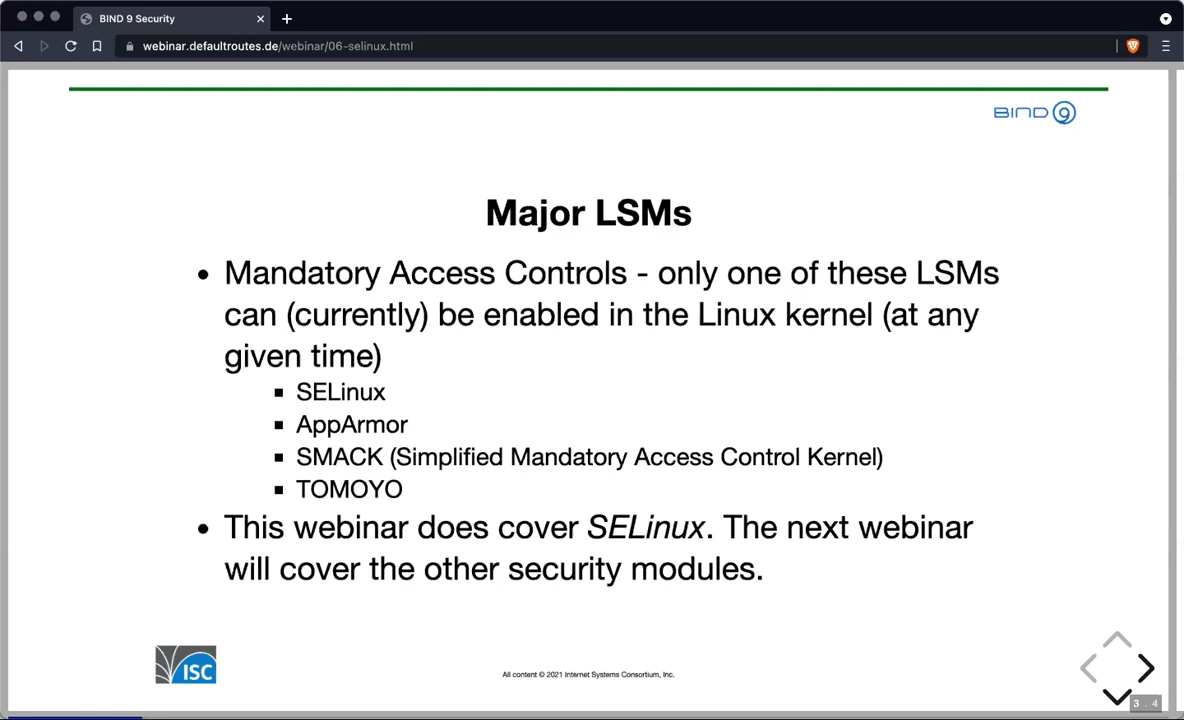 BIND 9 Security
webinar.defaultroutes.de/webinar/06-selinux.html
BIND 9
Major LSMs
Mandatory Access Controls - only one of these LSMs
can (currently) be enabled in the Linux kernel (at any
given time)
SELinux
AppArmor
SMACK (Simplified Mandatory Access Control Kernel)
TOMOYO
This webinar does cover SELinux. The next webinar
will cover the other security modules.
ISC
All content © 2021 Internet Systems Consortium, Inc.
3 . 4